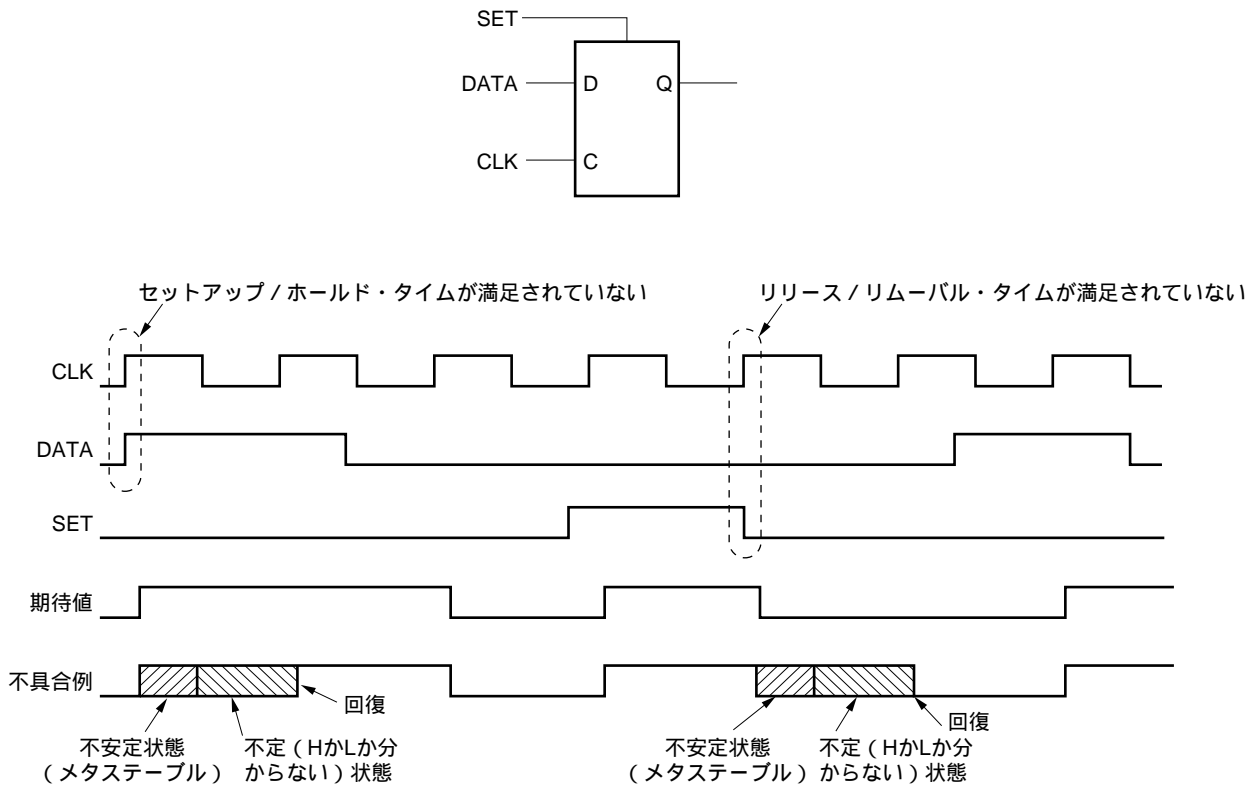 SET
DATA
D
Q
CLK
C
セットアップ / ホールド・タイムが満足されていない
リリース / リムーバル・タイムが満足されていない
CLK
DATA
SET
期待値
不具合例
回復
回復
不安定状態
(メタステーブル)
不定(HかLか分
からない)状態
不安定状態
(メタステーブル)
不定(HかLか分
からない)状態